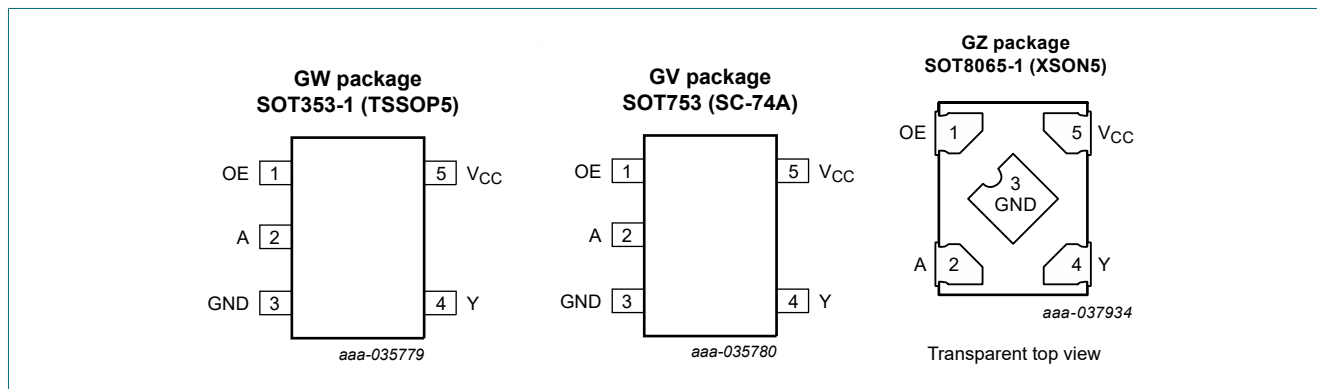 GW package
SOT353-1 (TSSOP5)
OE 1
5 VCC
A 2
GND 3
4 Y
aaa-035779
GV package
SOT753 (SC-74A)
OE 1
5 VCC
A 2
GND 3
4 Y
aaa-035780
GZ package
SOT8065-1 (XSON5)
OE 1
5 VCC
3
GND
A 2
4 Y
aaa-037934
Transparent top view